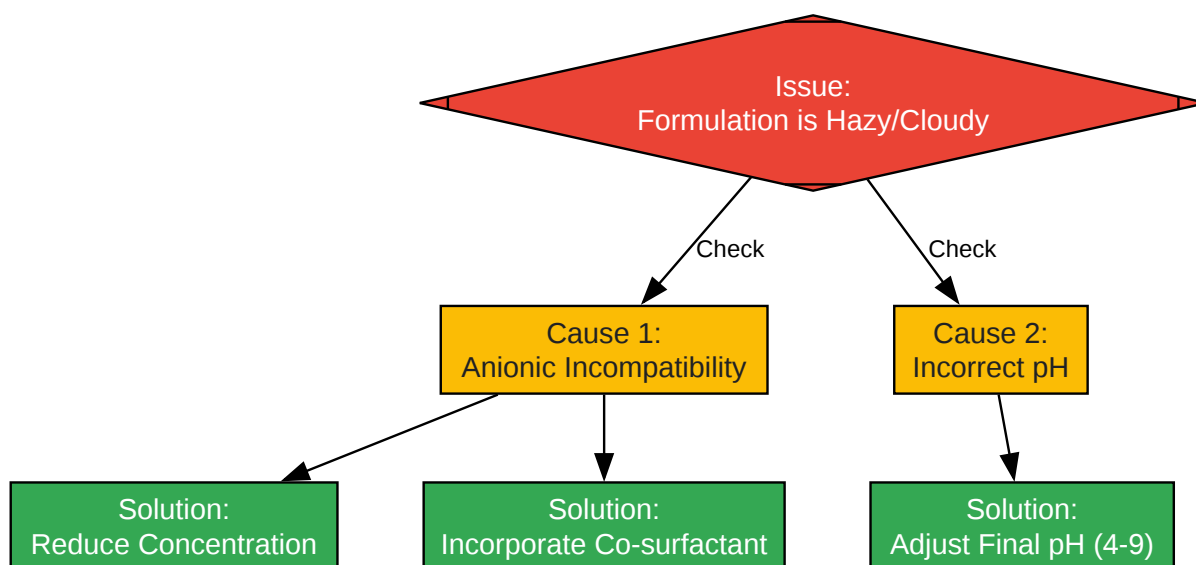 Issue:
Formulation is Hazy/Cloudy
Check
Check
Cause 1:
Anionic Incompatibility
Cause 2:
Incorrect pH
Solution:
Reduce Concentration
Solution:
Incorporate Co-surfactant
Solution:
Adjust Final pH (4-9)